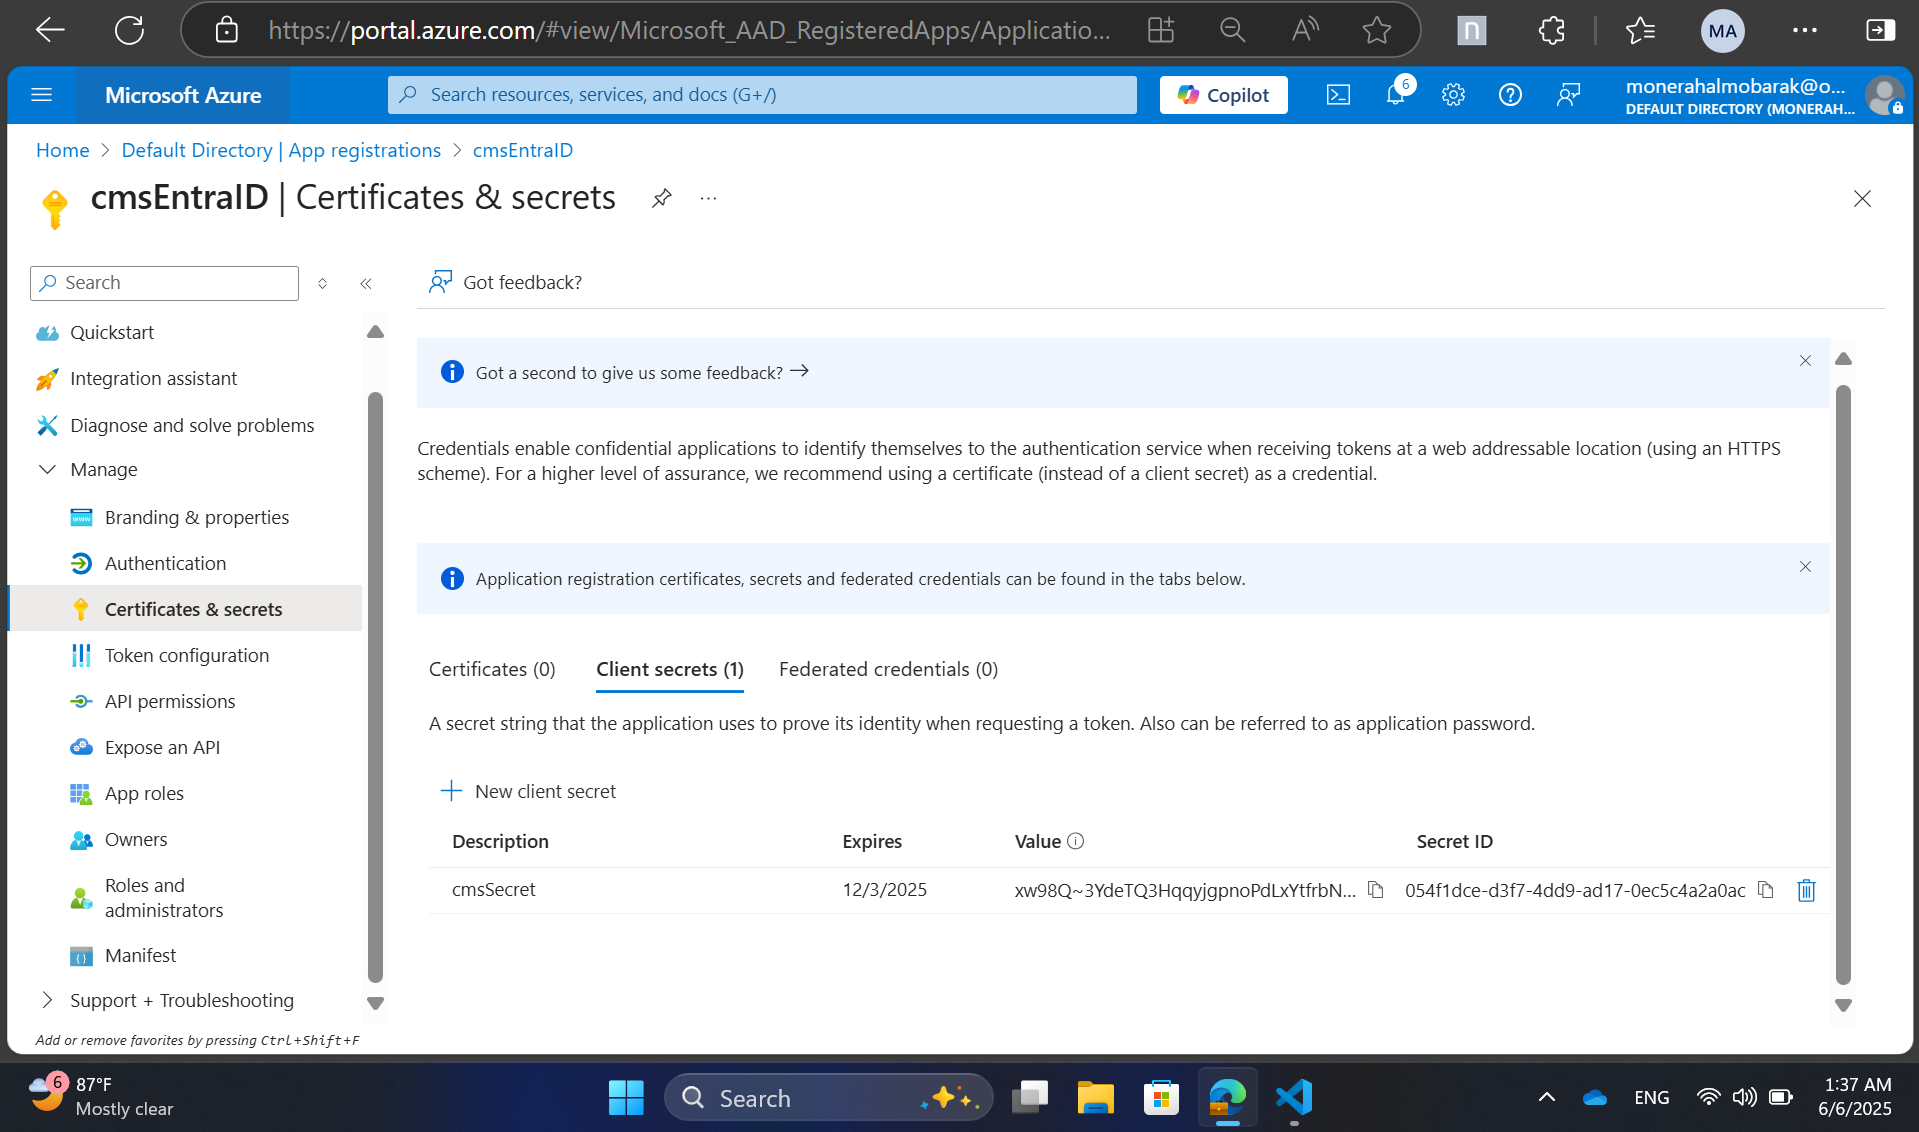 https://portal.azure.com/#view/Microsoft_AAD_RegisteredApps/Applicatio...
n
MA
Microsoft Azure
Search resources, services, and docs (G+/)
Copilot
6
monerahalmobarak@o...
DEFAULT DIRECTORY (MONERAH...
Home > Default Directory | App registrations > cmsEntraID
cmsEntraID | Certificates & secrets
Search
Got feedback?
Quickstart
Integration assistant
Diagnose and solve problems
Manage
Branding & properties
Authentication
Certificates & secrets
Token configuration
API permissions
Expose an API
App roles
Owners
Roles and
administrators
Manifest
Support + Troubleshooting
Add or remove favorites by pressing Ctrl+Shift+F
Got a second to give us some feedback?
Credentials enable confidential applications to identify themselves to the authentication service when receiving tokens at a web addressable location (using an HTTPS
scheme). For a higher level of assurance, we recommend using a certificate (instead of a client secret) as a credential.
Application registration certificates, secrets and federated credentials can be found in the tabs below.
Certificates (0) Client secrets (1) Federated credentials (0)
A secret string that the application uses to prove its identity when requesting a token. Also can be referred to as application password.
New client secret
Description Expires Value Secret ID
cmsSecret 12/3/2025 xw98Q~3YdeTQ3HqqyjgpnoPdLxYtfrbN... 054f1dce-d3f7-4dd9-ad17-0ec5c4a2a0ac
6
87°F
Mostly clear
Search
ENG
1:37 AM
6/6/2025